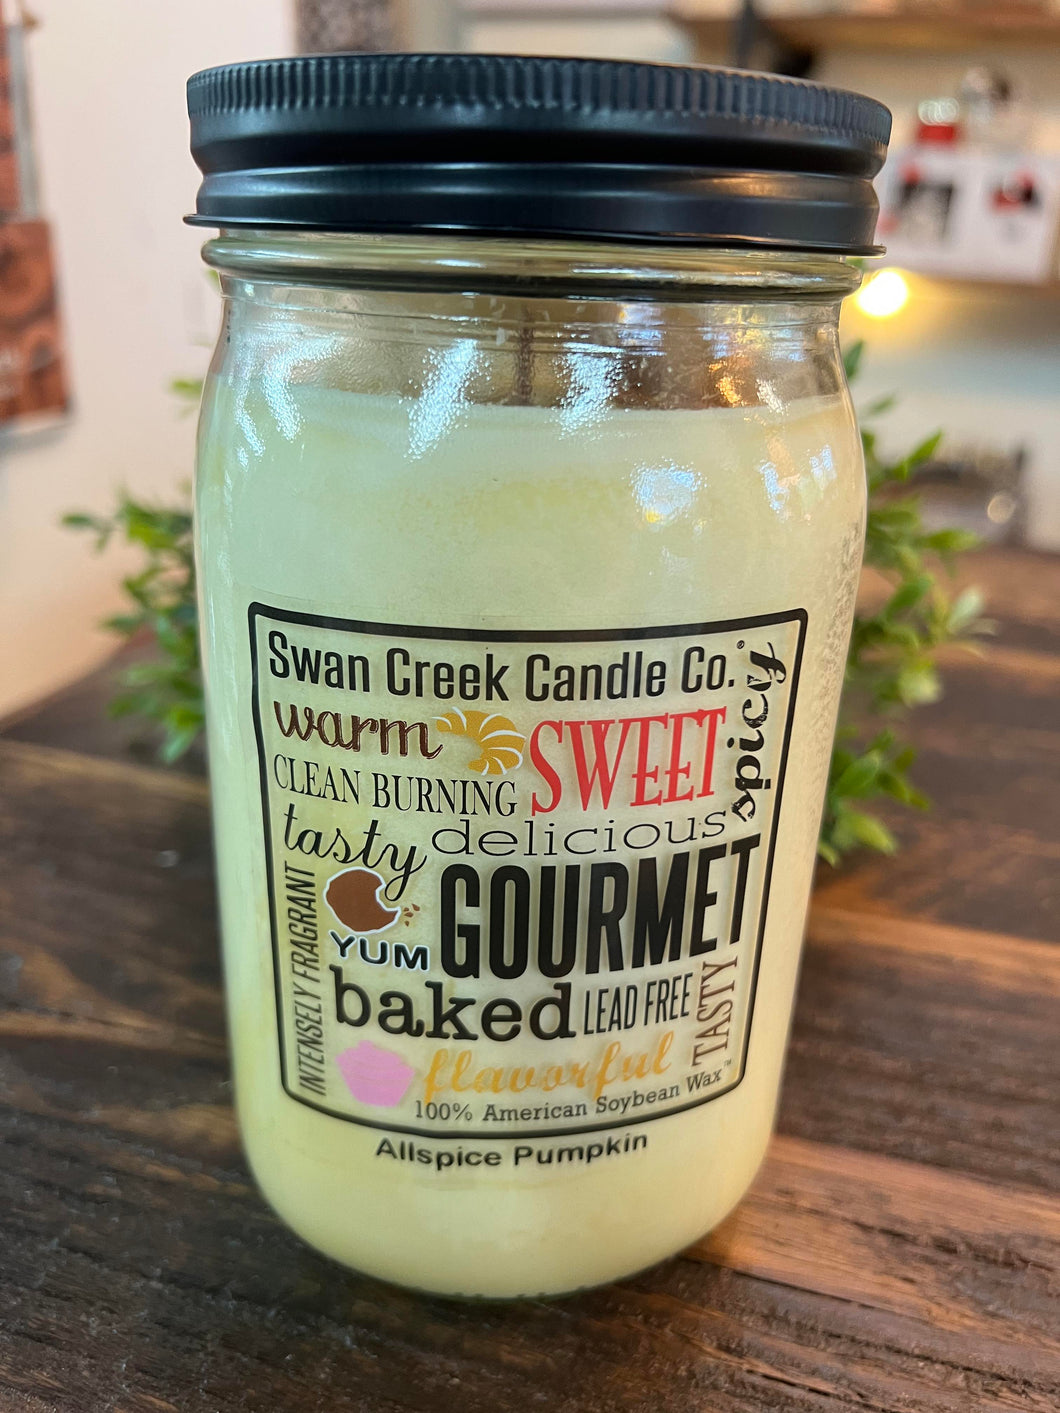 Swan Creek Candle Co.®
warm
SWEET
spicy
CLEAN BURNING
tasty
delicious
GOURMET
INTENSELY FRAGRANT
YUM
baked
LEAD FREE
TASTY
flavorful
100% American Soybean Wax™
Allspice Pumpkin